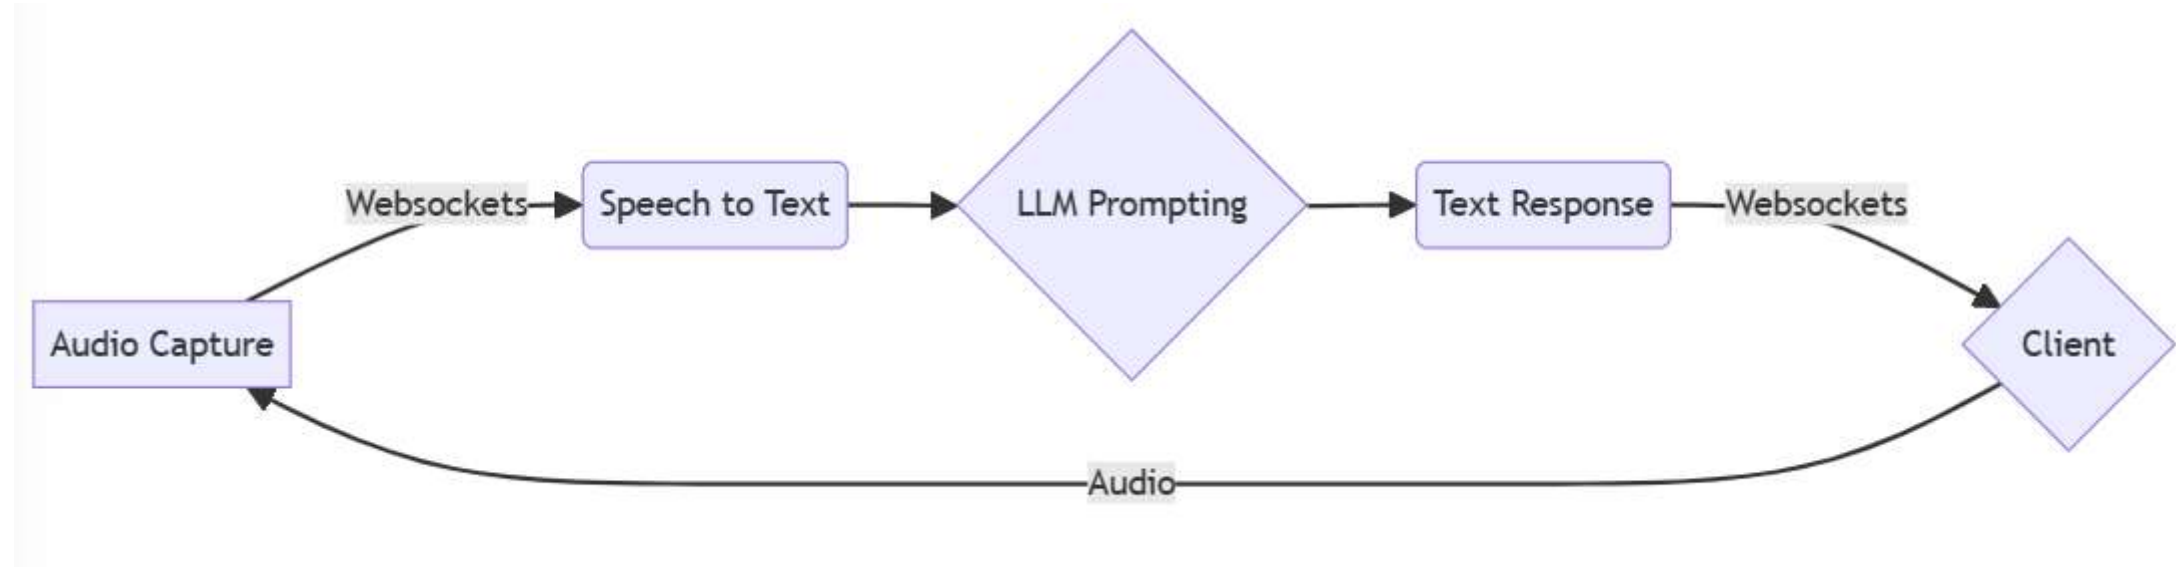 Websockets
Speech to Text
LLM Prompting
Text Response
Websockets
Audio Capture
Client
Audio